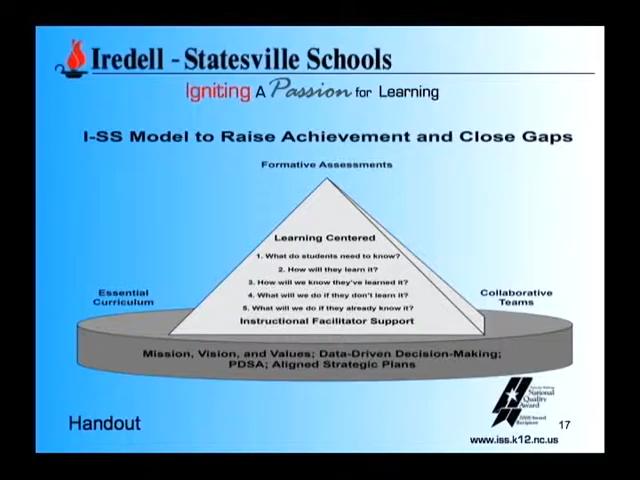 Iredell - Statesville Schools
Igniting A Passion for Learning
I-SS Model to Raise Achievement and Close Gaps
Formative Assessments
Learning Centered
1. What do students need to know?
2. How will they learn it?
3. How will we know they've learned it?
4. What will we do if they don't learn it?
5. What will we do if they already know it?
Instructional Facilitator Support
Essential
Curriculum
Collaborative
Teams
Mission, Vision, and Values; Data-Driven Decision-Making;
PDSA; Aligned Strategic Plans
National
Quality
Award
Recipient
Handout
17
www.iss.k12.nc.us